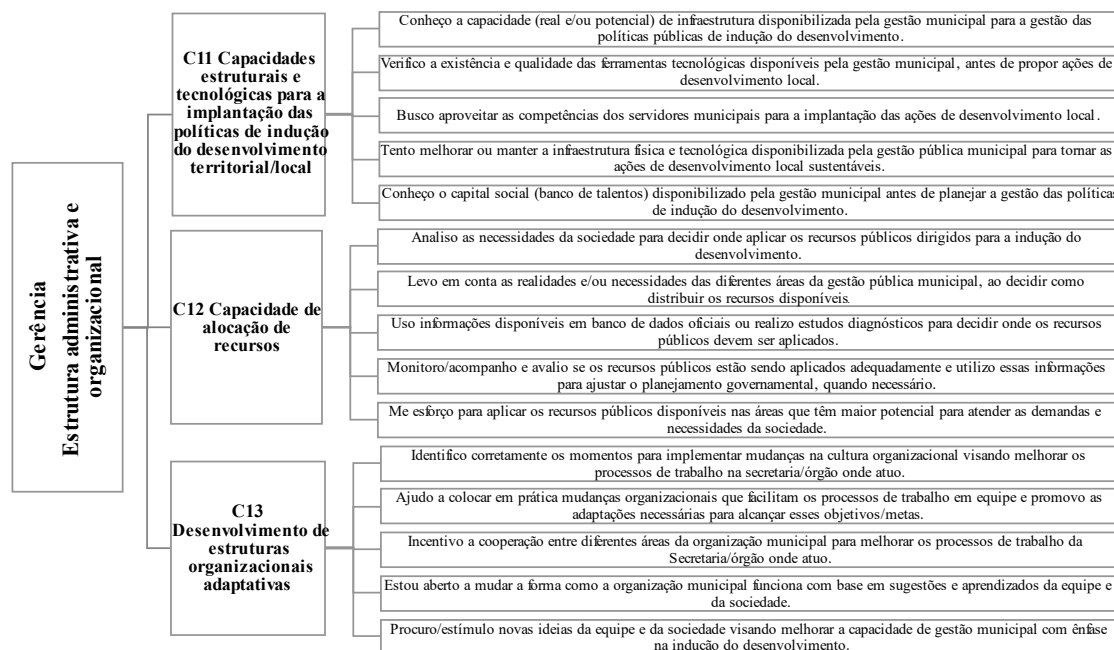 Gerência
Estrutura administrativa e
organizacional
C11 Capacidades
estruturais e
tecnológicas para a
implantação das
políticas de indução
do desenvolvimento
territorial/local
Conheço a capacidade (real e/ou potencial) de infraestrutura disponibilizada pela gestão municipal para a gestão das
políticas públicas de indução do desenvolvimento.
Verifico a existência e qualidade das ferramentas tecnológicas disponíveis pela gestão municipal, antes de propor ações de
desenvolvimento local.
Busco aproveitar as competências dos servidores municipais para a implantação das ações de desenvolvimento local.
Tento melhorar ou manter a infraestrutura física e tecnológica disponibilizada pela gestão pública municipal para tornar as
ações de desenvolvimento local sustentáveis.
Conheço o capital social (banco de talentos) disponibilizado pela gestão municipal antes de planejar a gestão das políticas
de indução do desenvolvimento.
C12 Capacidade de
alocação de
recursos
Analiso as necessidades da sociedade para decidir onde aplicar os recursos públicos dirigidos para a indução do
desenvolvimento.
Levo em conta as realidades e/ou necessidades das diferentes áreas da gestão pública municipal, ao decidir como
distribuir os recursos disponíveis.
Uso informações disponíveis em banco de dados oficiais ou realizo estudos diagnósticos para decidir onde os recursos
públicos devem ser aplicados.
Monitoro/acompanho e avalio se os recursos públicos estão sendo aplicados adequadamente e utilizo essas informações
para ajustar o planejamento governamental, quando necessário.
Me esforço para aplicar os recursos públicos disponíveis nas áreas que têm maior potencial para atender as demandas e
necessidades da sociedade.
C13
Desenvolvimento de
estruturas
organizacionais
adaptativas
Identifico corretamente os momentos para implementar mudanças na cultura organizacional visando melhorar os
processos de trabalho na secretaria/órgão onde atuo.
Ajudo a colocar em prática mudanças organizacionais que facilitam os processos de trabalho em equipe e promovo as
adaptações necessárias para alcançar esses objetivos/metas.
Incentivo a cooperação entre diferentes áreas da organização municipal para melhorar os processos de trabalho da
Secretaria/órgão onde atuo.
Estou aberto a mudar a forma como a organização municipal funciona com base em sugestões e aprendizados da equipe e
da sociedade.
Procuro/estímulo novas ideias da equipe e da sociedade visando melhorar a capacidade de gestão municipal com ênfase
na indução do desenvolvimento.